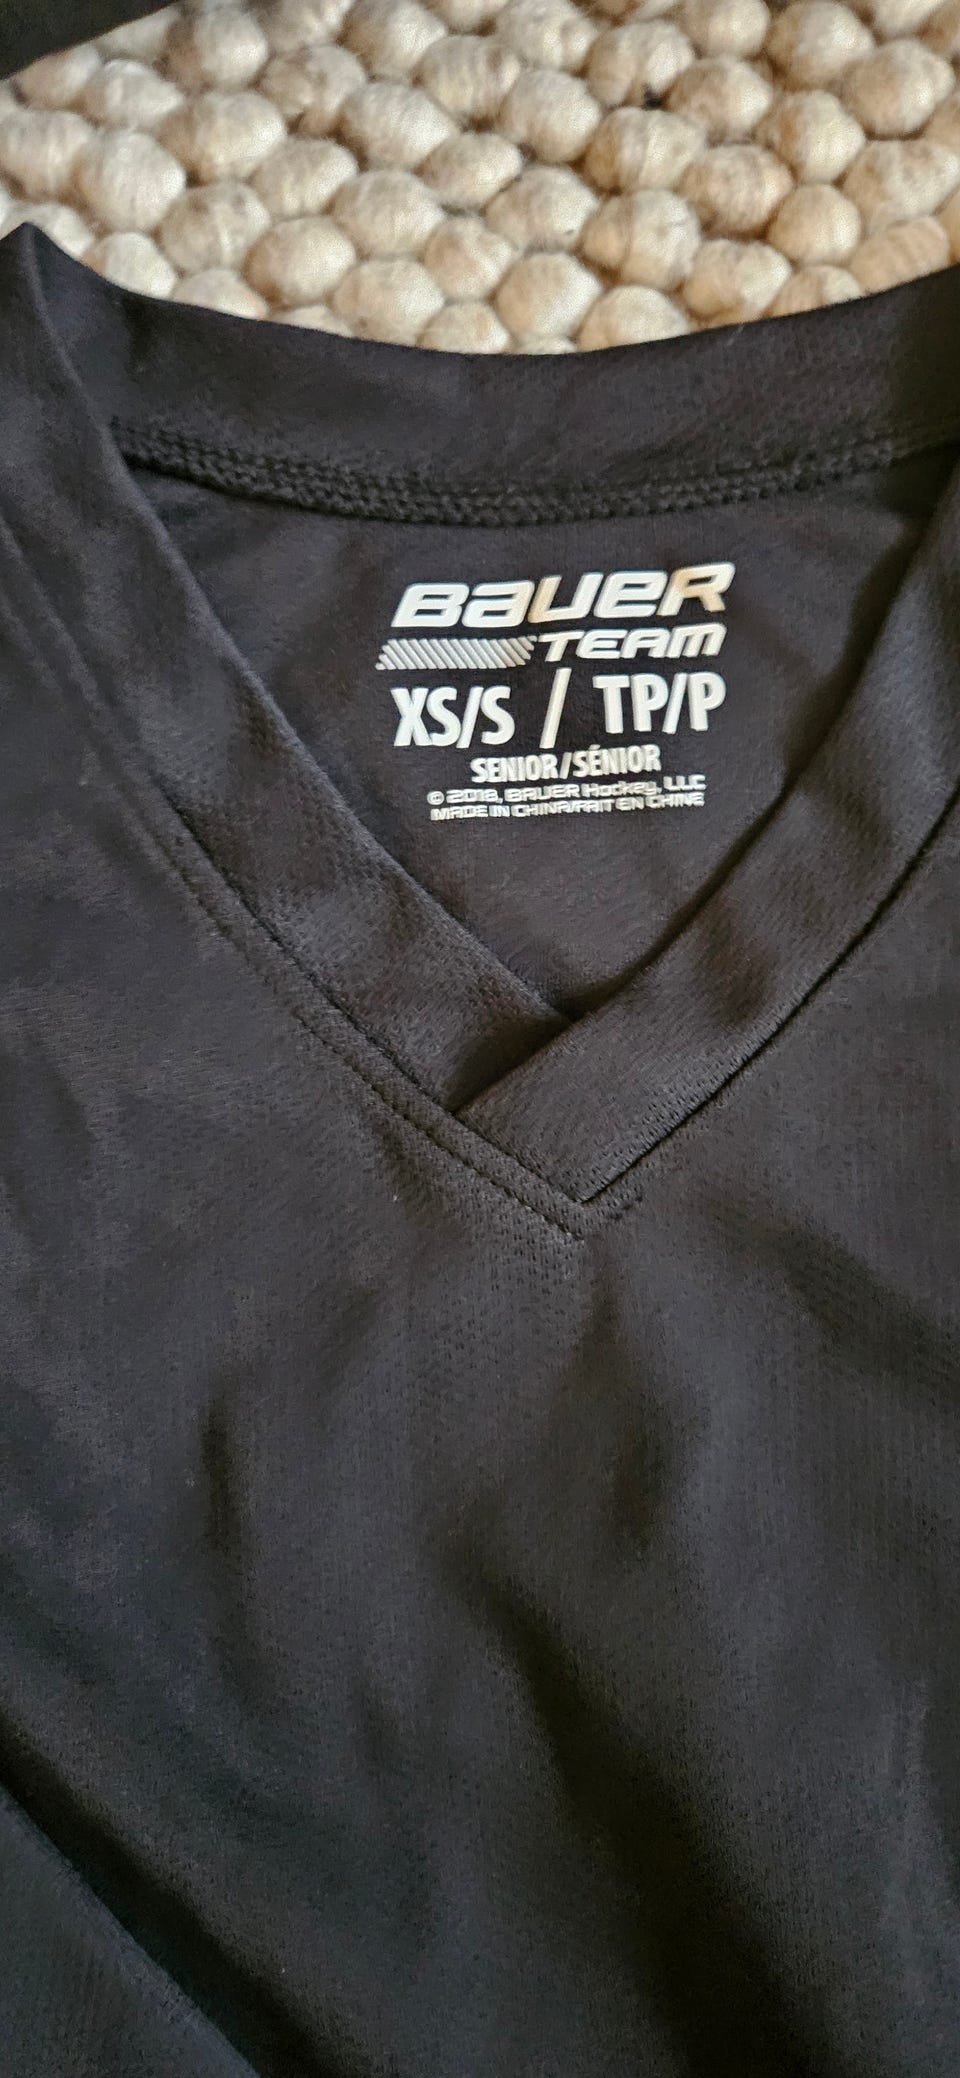 BAUER
TEAM
XS/S / TP/P
SENIOR/SÉNIOR
© 2018, BAUER Hockey, LLC
MADE IN CHINA/FAIT EN CHINE